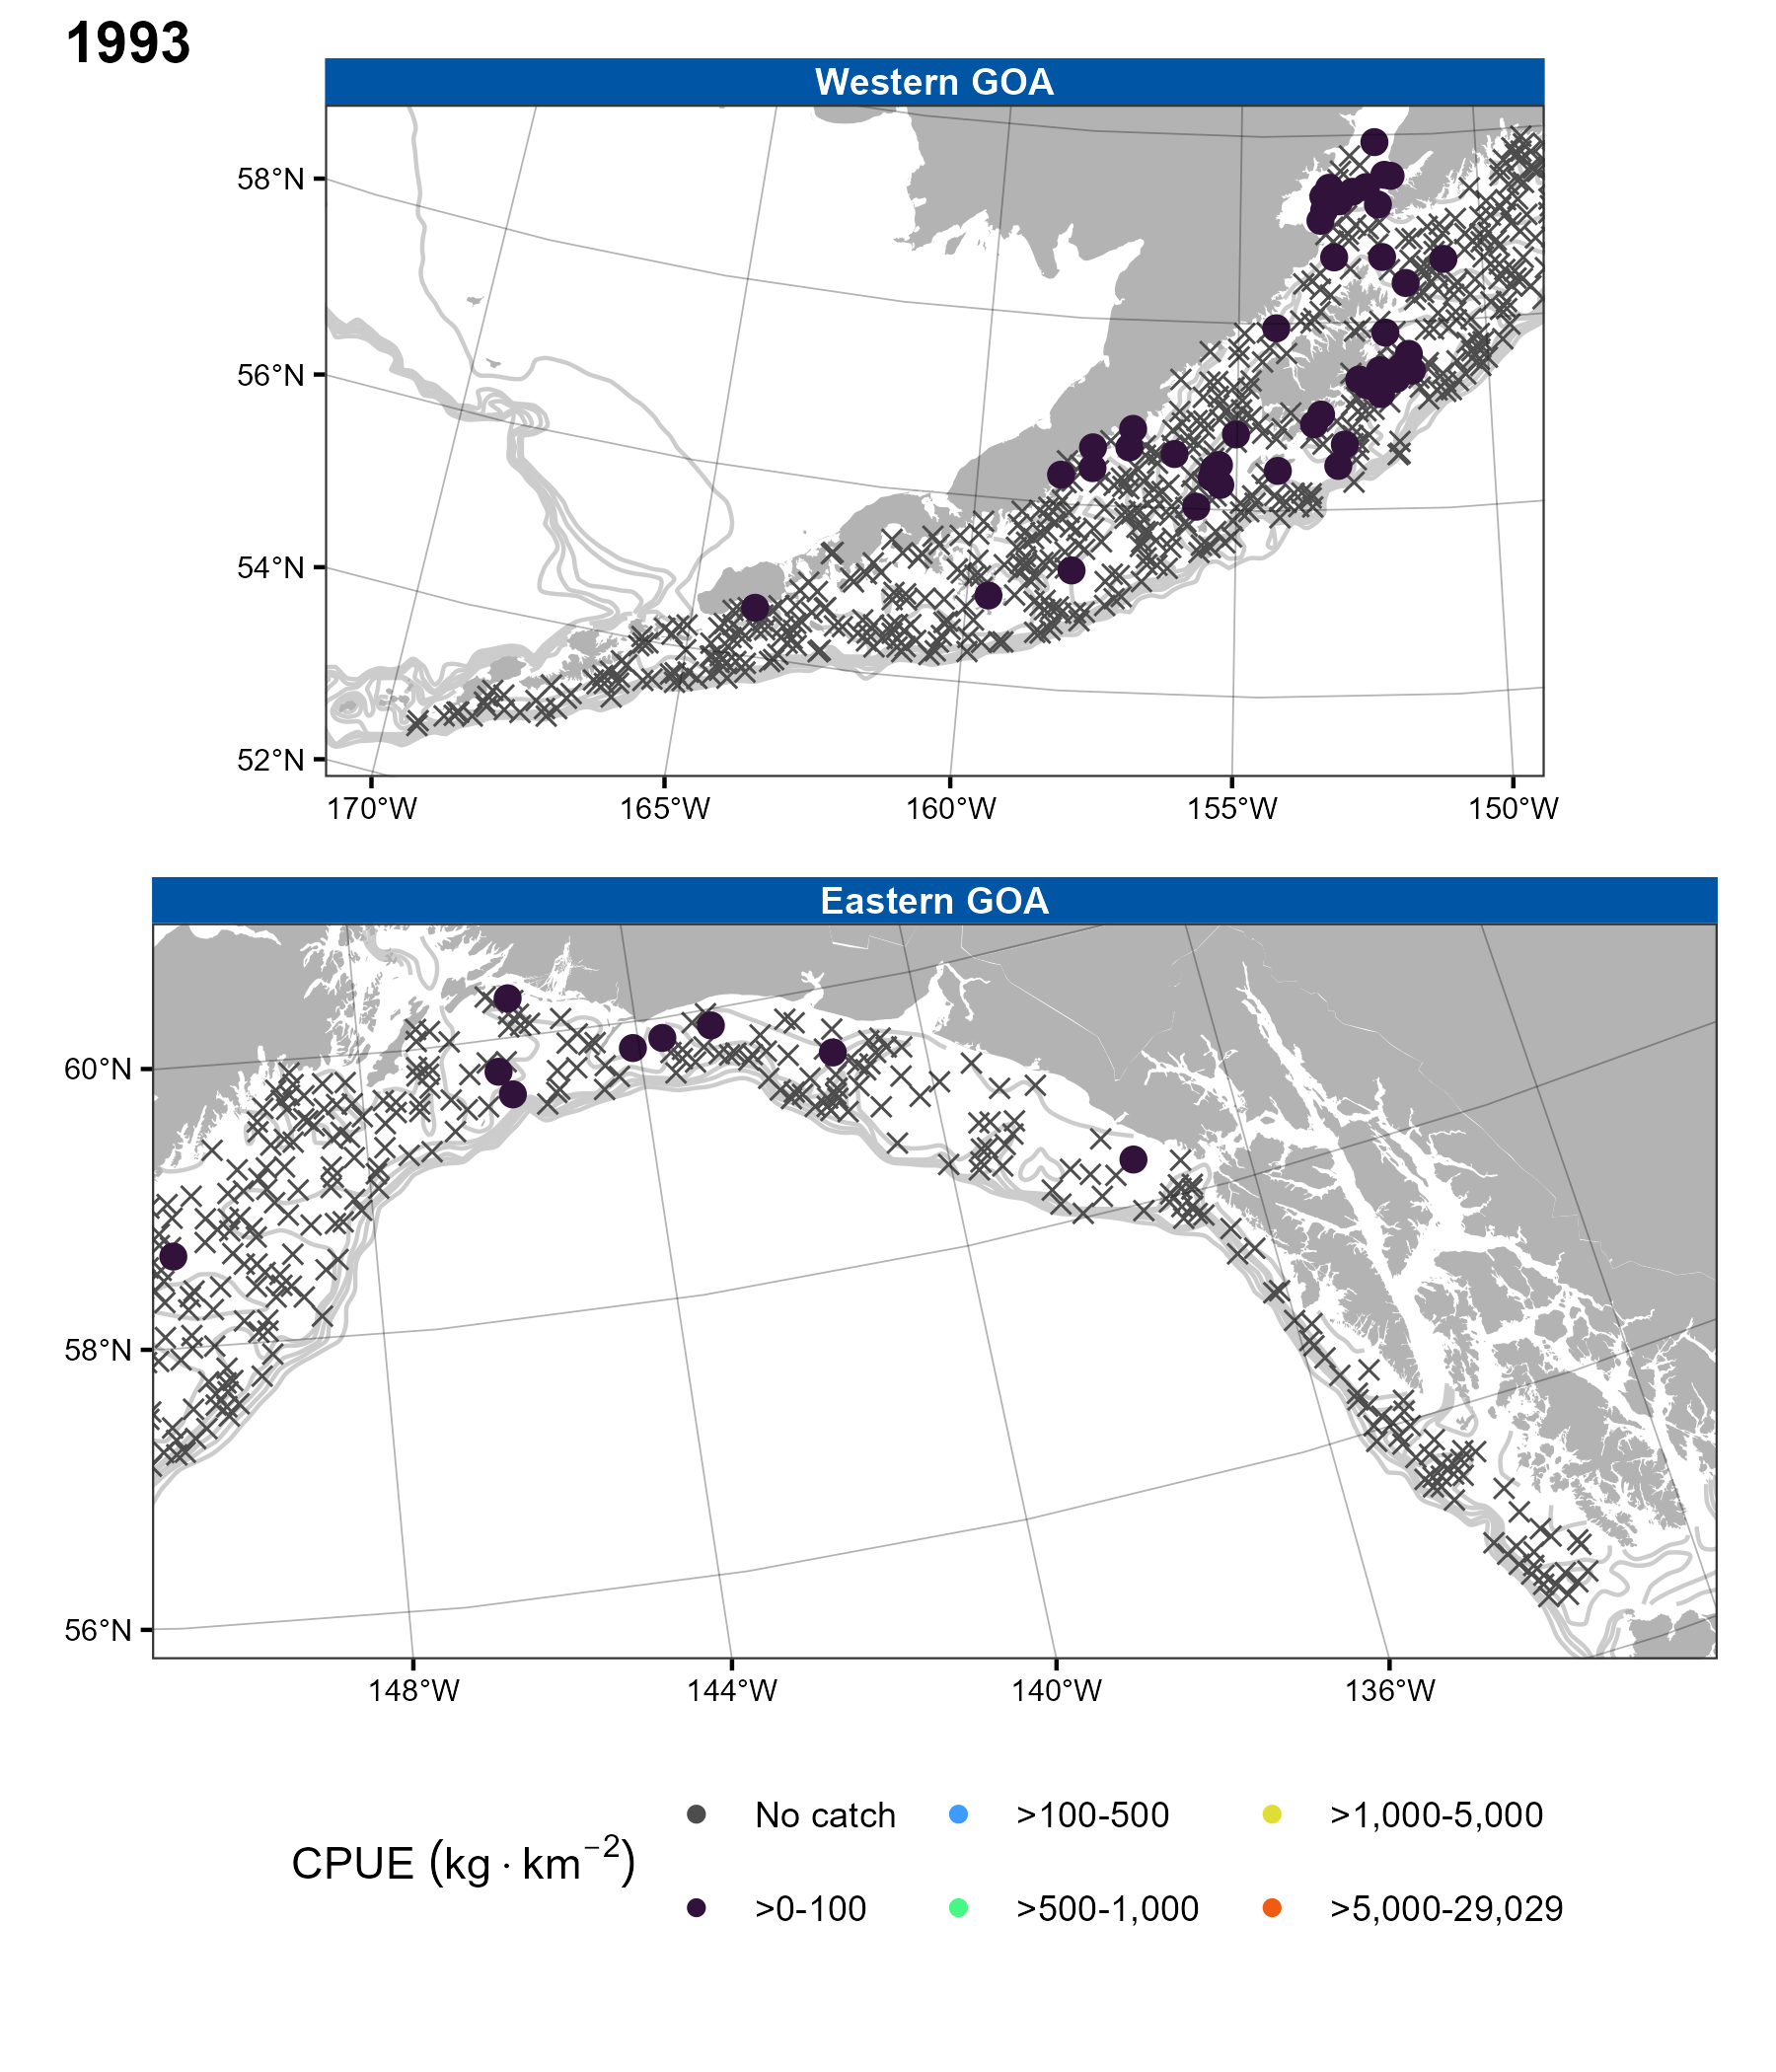 1993
Western GOA
58°N
56°N
54°N
52°N
170°W 165°W 160°W 155°W 150°W
Eastern GOA
60°N
58°N
56°N
148°W 144°W 140°W 136°W
CPUE (kg · km⁻²)
No catch >100-500 >1,000-5,000
>0-100 >500-1,000 >5,000-29,029